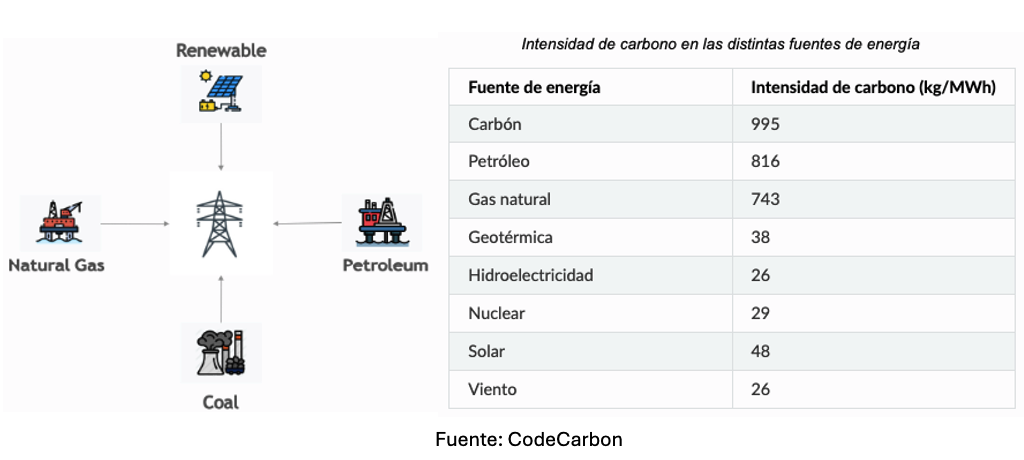 Renewable
Natural Gas
Petroleum
Coal
Intensidad de carbono en las distintas fuentes de energía
Fuente de energía Intensidad de carbono (kg/MWh)
Carbón 995
Petróleo 816
Gas natural 743
Geotérmica 38
Hidroelectricidad 26
Nuclear 29
Solar 48
Viento 26
Fuente: CodeCarbon